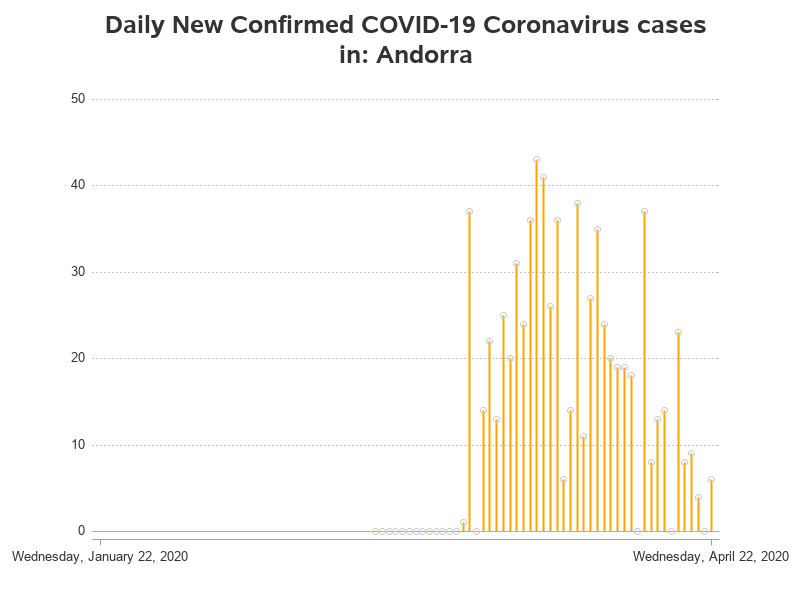 Daily New Confirmed COVID-19 Coronavirus cases
in: Andorra
50
40
30
20
10
0
Wednesday, January 22, 2020
Wednesday, April 22, 2020